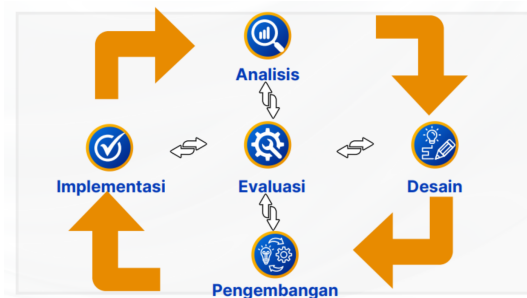 Analisis
Implementasi
Evaluasi
Desain
Pengembangan